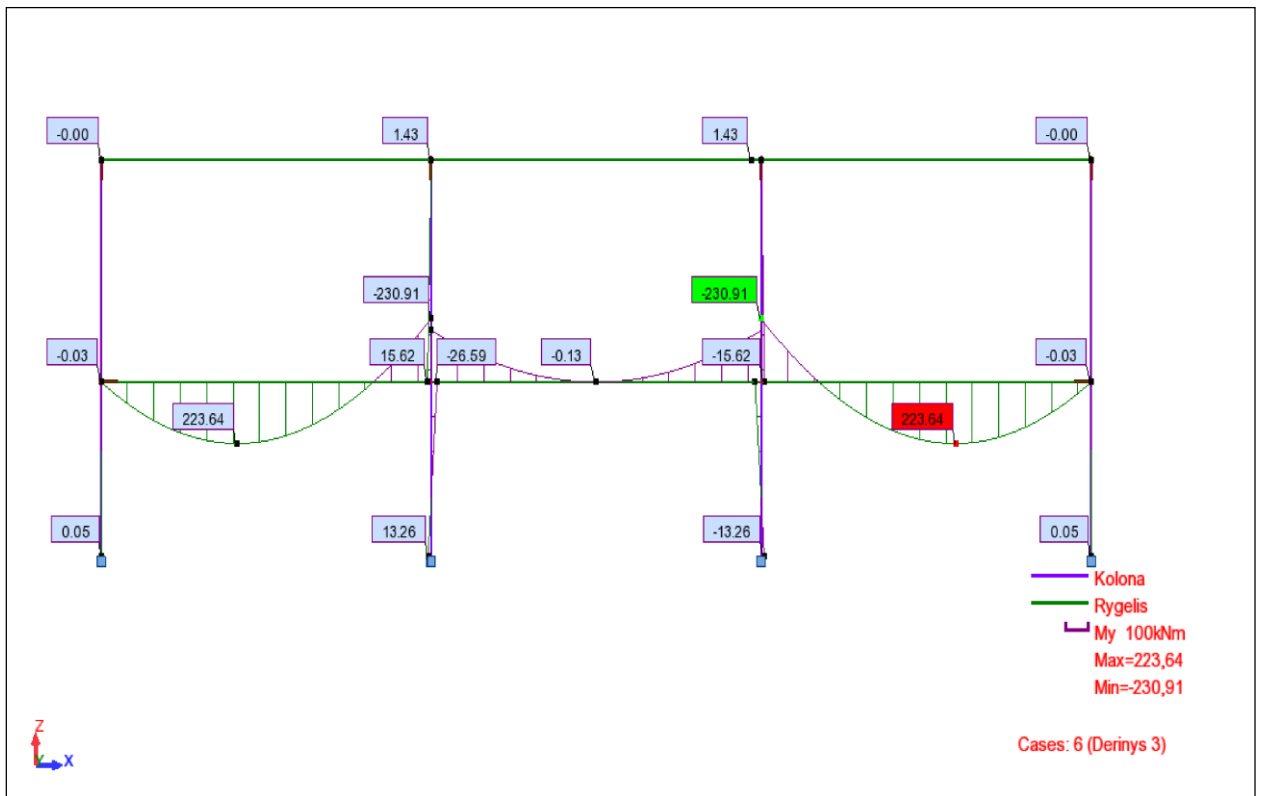 -0.00
1.43
1.43
-0.00
-230.91
-230.91
-0.03
15.62
-26.59
-0.13
-15.62
-0.03
223.64
223.64
0.05
13.26
-13.26
0.05
Kolona
Rygelis
My 100kNm
Max=223,64
Min=-230,91
Cases: 6 (Derinys 3)
Z
Y
X